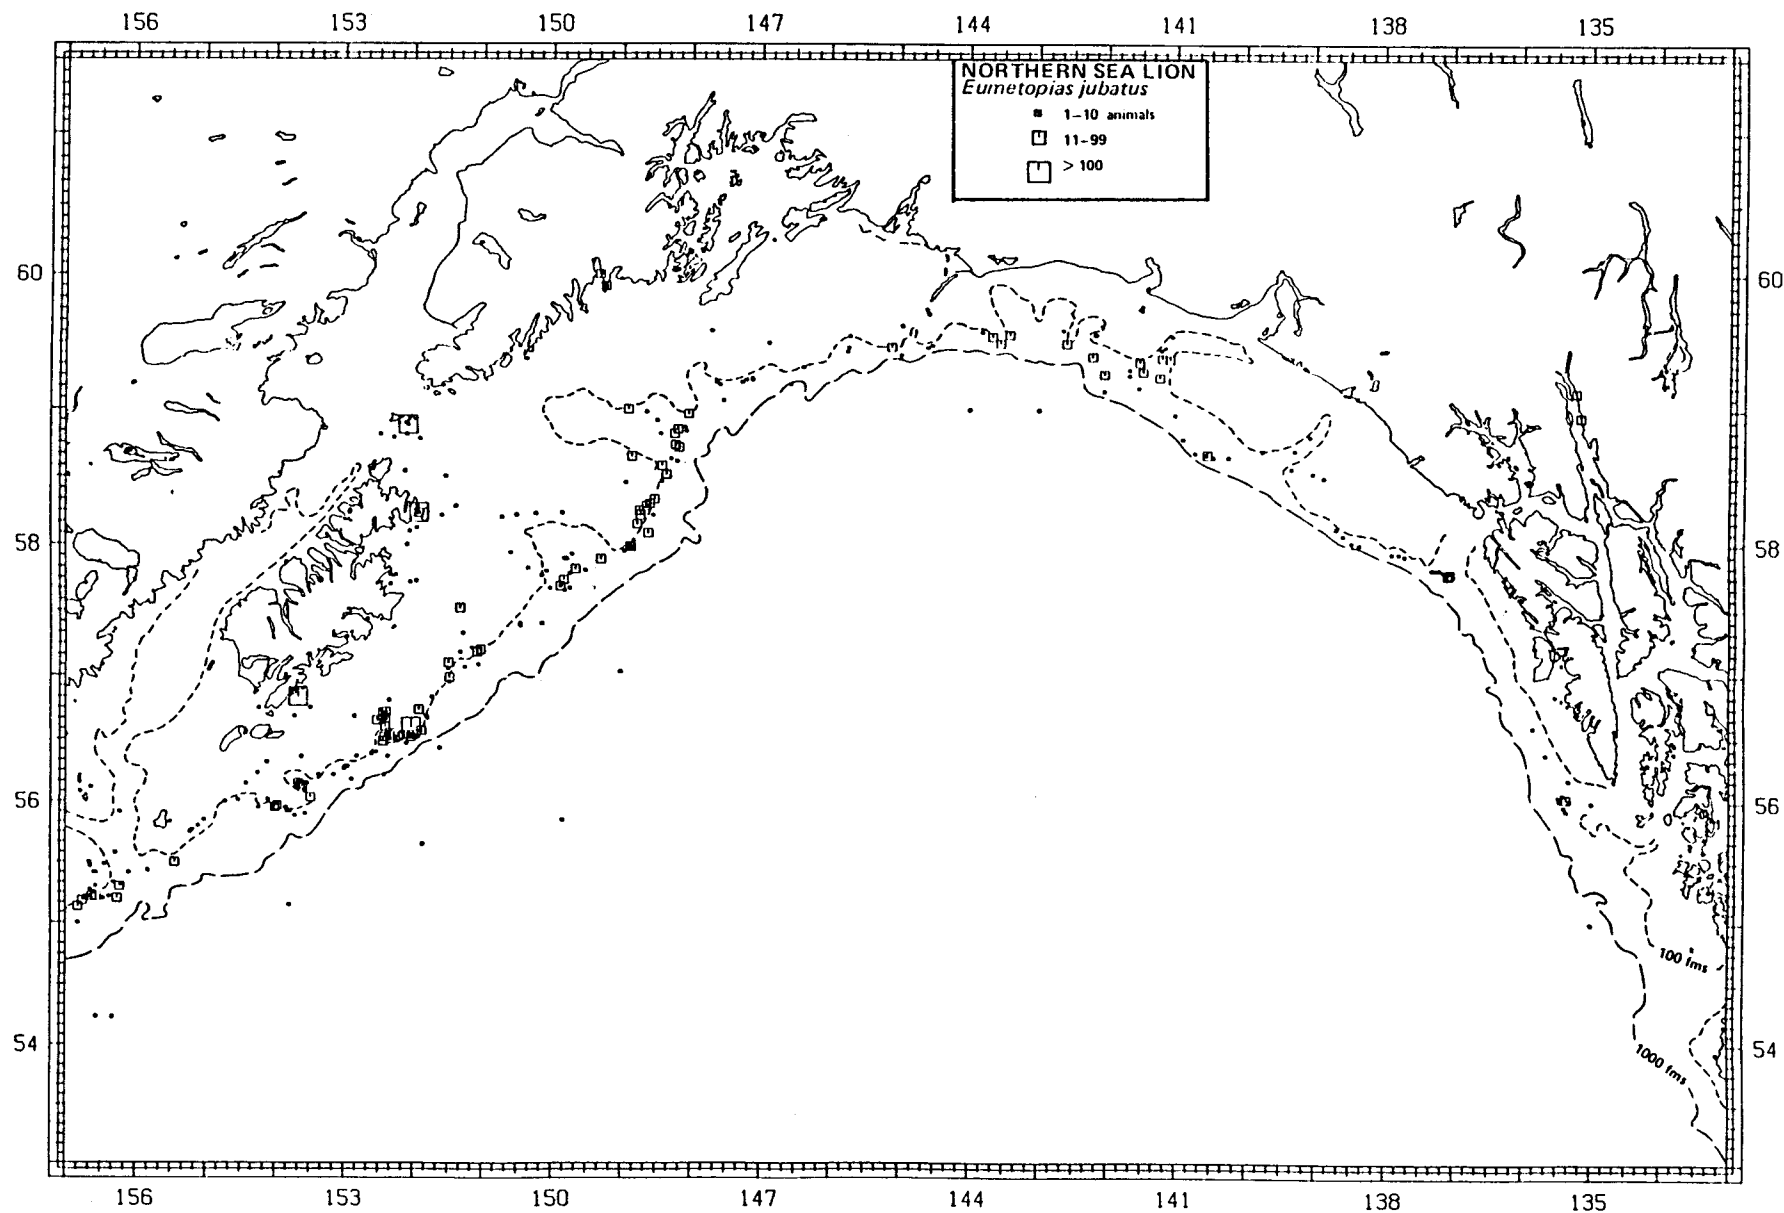 156 153 150 147 144 141 138 135
NORTHERN SEA LION
Eumetopias jubatus
1-10 animals
11-99
> 100
60 60
58 58
56 56
100 fms
54 54
1000 fms
156 153 150 147 144 141 138 135